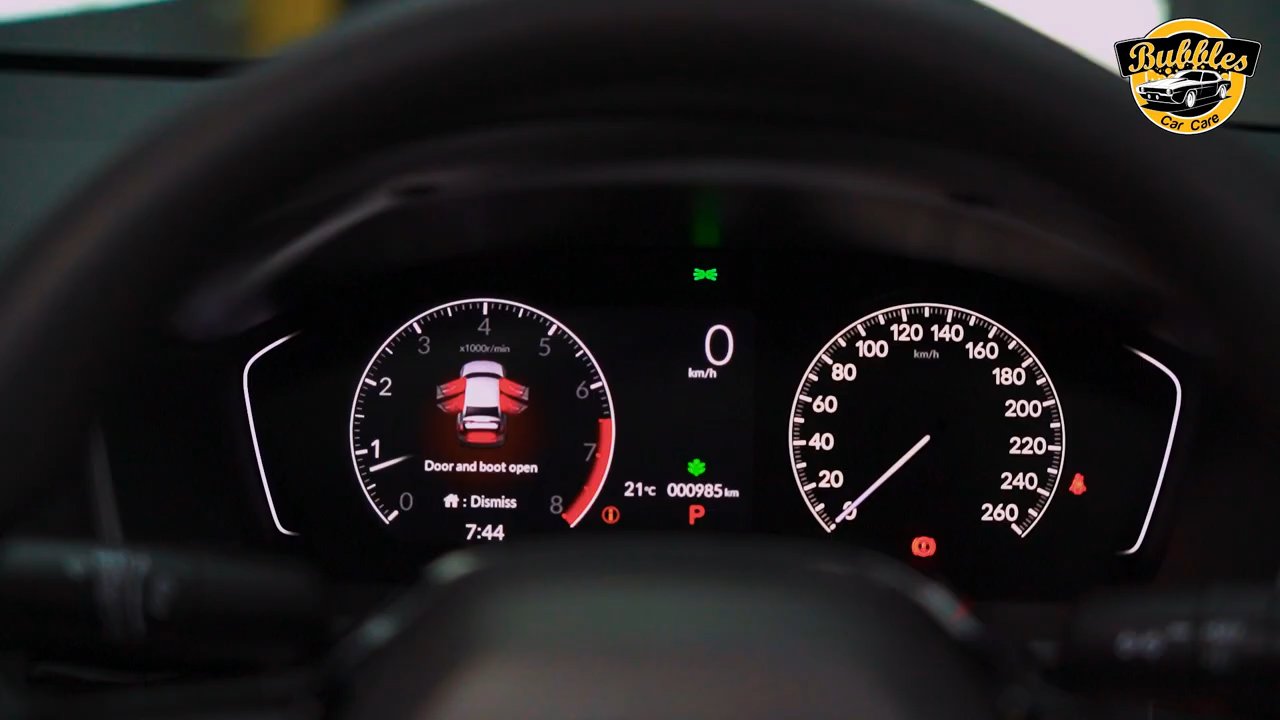 Bubbles
Car Care
0
1
2
3
4
5
6
7
8
x1000r/min
Door and boot open
: Dismiss
7:44
0
km/h
21°C 000985 km
P
0
20
40
60
80
100
120
140
160
180
200
220
240
260
km/h